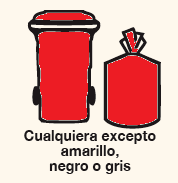 Cualquiera excepto
amarillo,
negro o gris